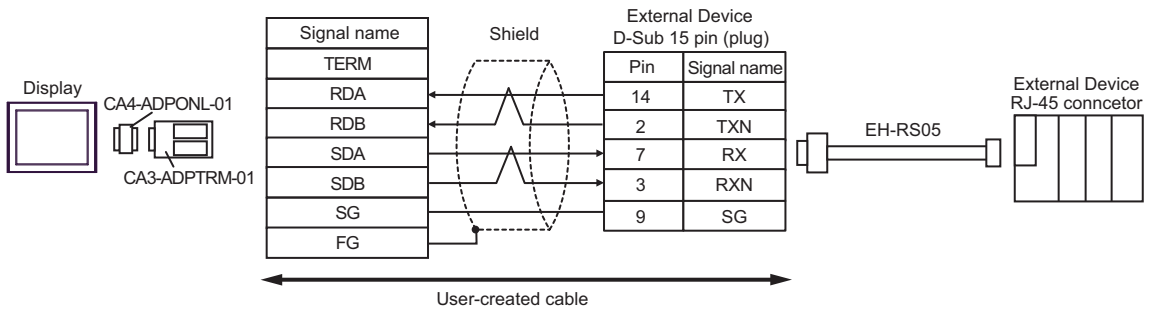 Display
CA4-ADPONL-01
CA3-ADPTRM-01
Signal name
TERM
RDA
RDB
SDA
SDB
SG
FG
Shield
External Device
D-Sub 15 pin (plug)
Pin Signal name
14 TX
2 TXN
7 RX
3 RXN
9 SG
EH-RS05
External Device
RJ-45 conncetor
User-created cable